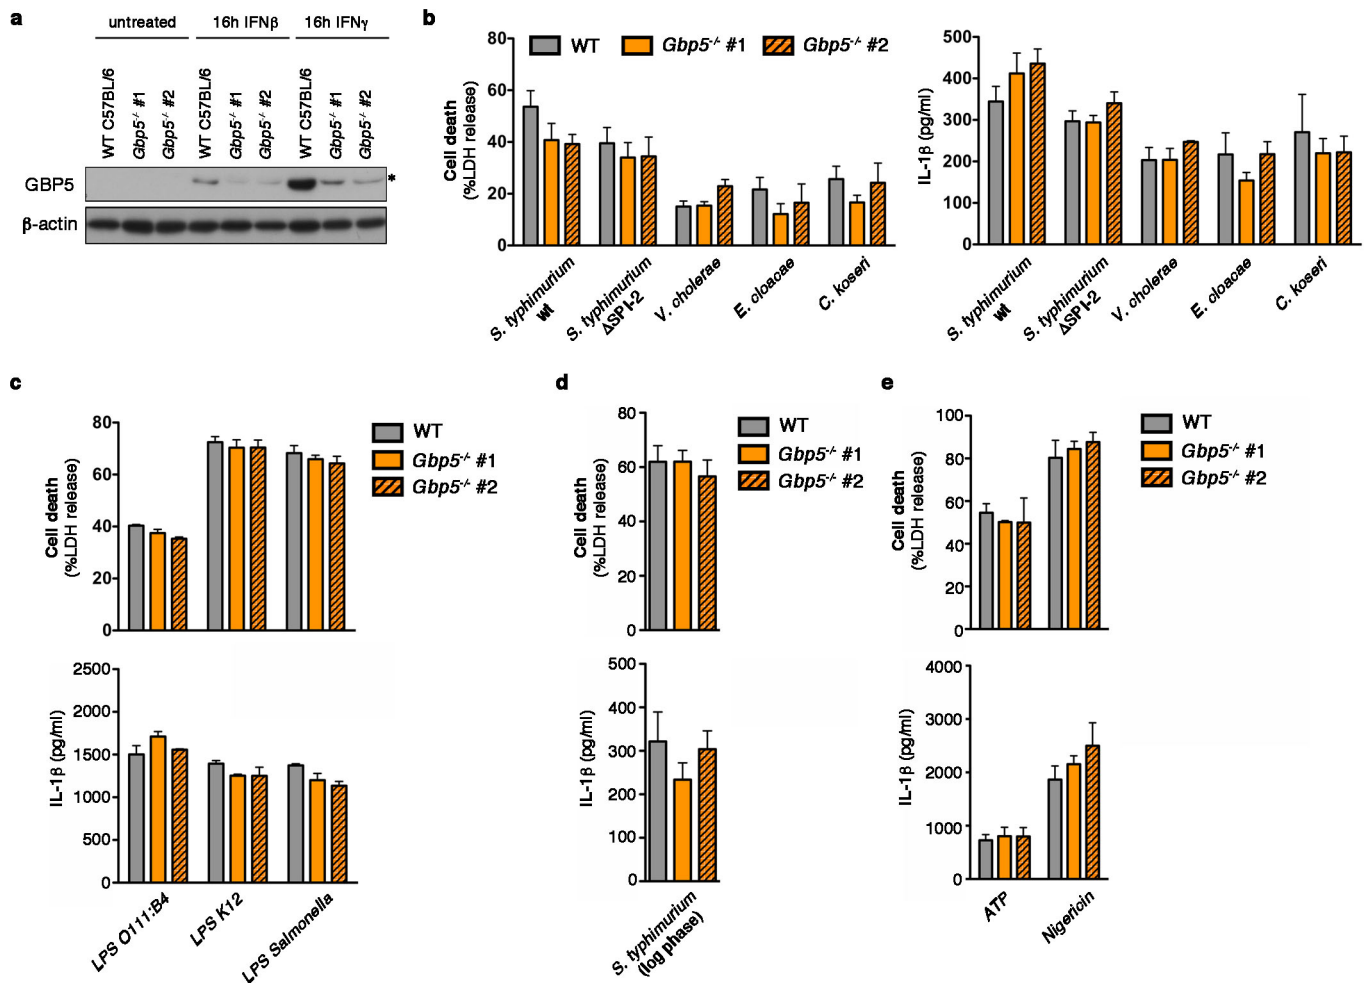 a
untreated
16h IFNβ
16h IFNγ
WT C57BL/6
Gbp5-/- #1
Gbp5-/- #2
WT C57BL/6
Gbp5-/- #1
Gbp5-/- #2
WT C57BL/6
Gbp5-/- #1
Gbp5-/- #2
GBP5
*
β-actin
b
WT
Gbp5-/- #1
Gbp5-/- #2
Cell death
(%LDH release)
80
60
40
20
0
S. typhimurium
wt
S. typhimurium
ΔSPI-2
V. cholerae
E. cloacae
C. koseri
IL-1β (pg/ml)
500
400
300
200
100
0
S. typhimurium
wt
S. typhimurium
ΔSPI-2
V. cholerae
E. cloacae
C. koseri
c
Cell death
(%LDH release)
80
60
40
20
0
WT
Gbp5-/- #1
Gbp5-/- #2
IL-1β (pg/ml)
2500
2000
1500
1000
500
0
LPS O111:B4
LPS K12
LPS Salmonella
d
Cell death
(%LDH release)
80
60
40
20
0
WT
Gbp5-/- #1
Gbp5-/- #2
IL-1β (pg/ml)
500
400
300
200
100
0
S. typhimurium
(log phase)
e
Cell death
(%LDH release)
100
80
60
40
20
0
WT
Gbp5-/- #1
Gbp5-/- #2
IL-1β (pg/ml)
4000
3000
2000
1000
0
ATP
Nigericin